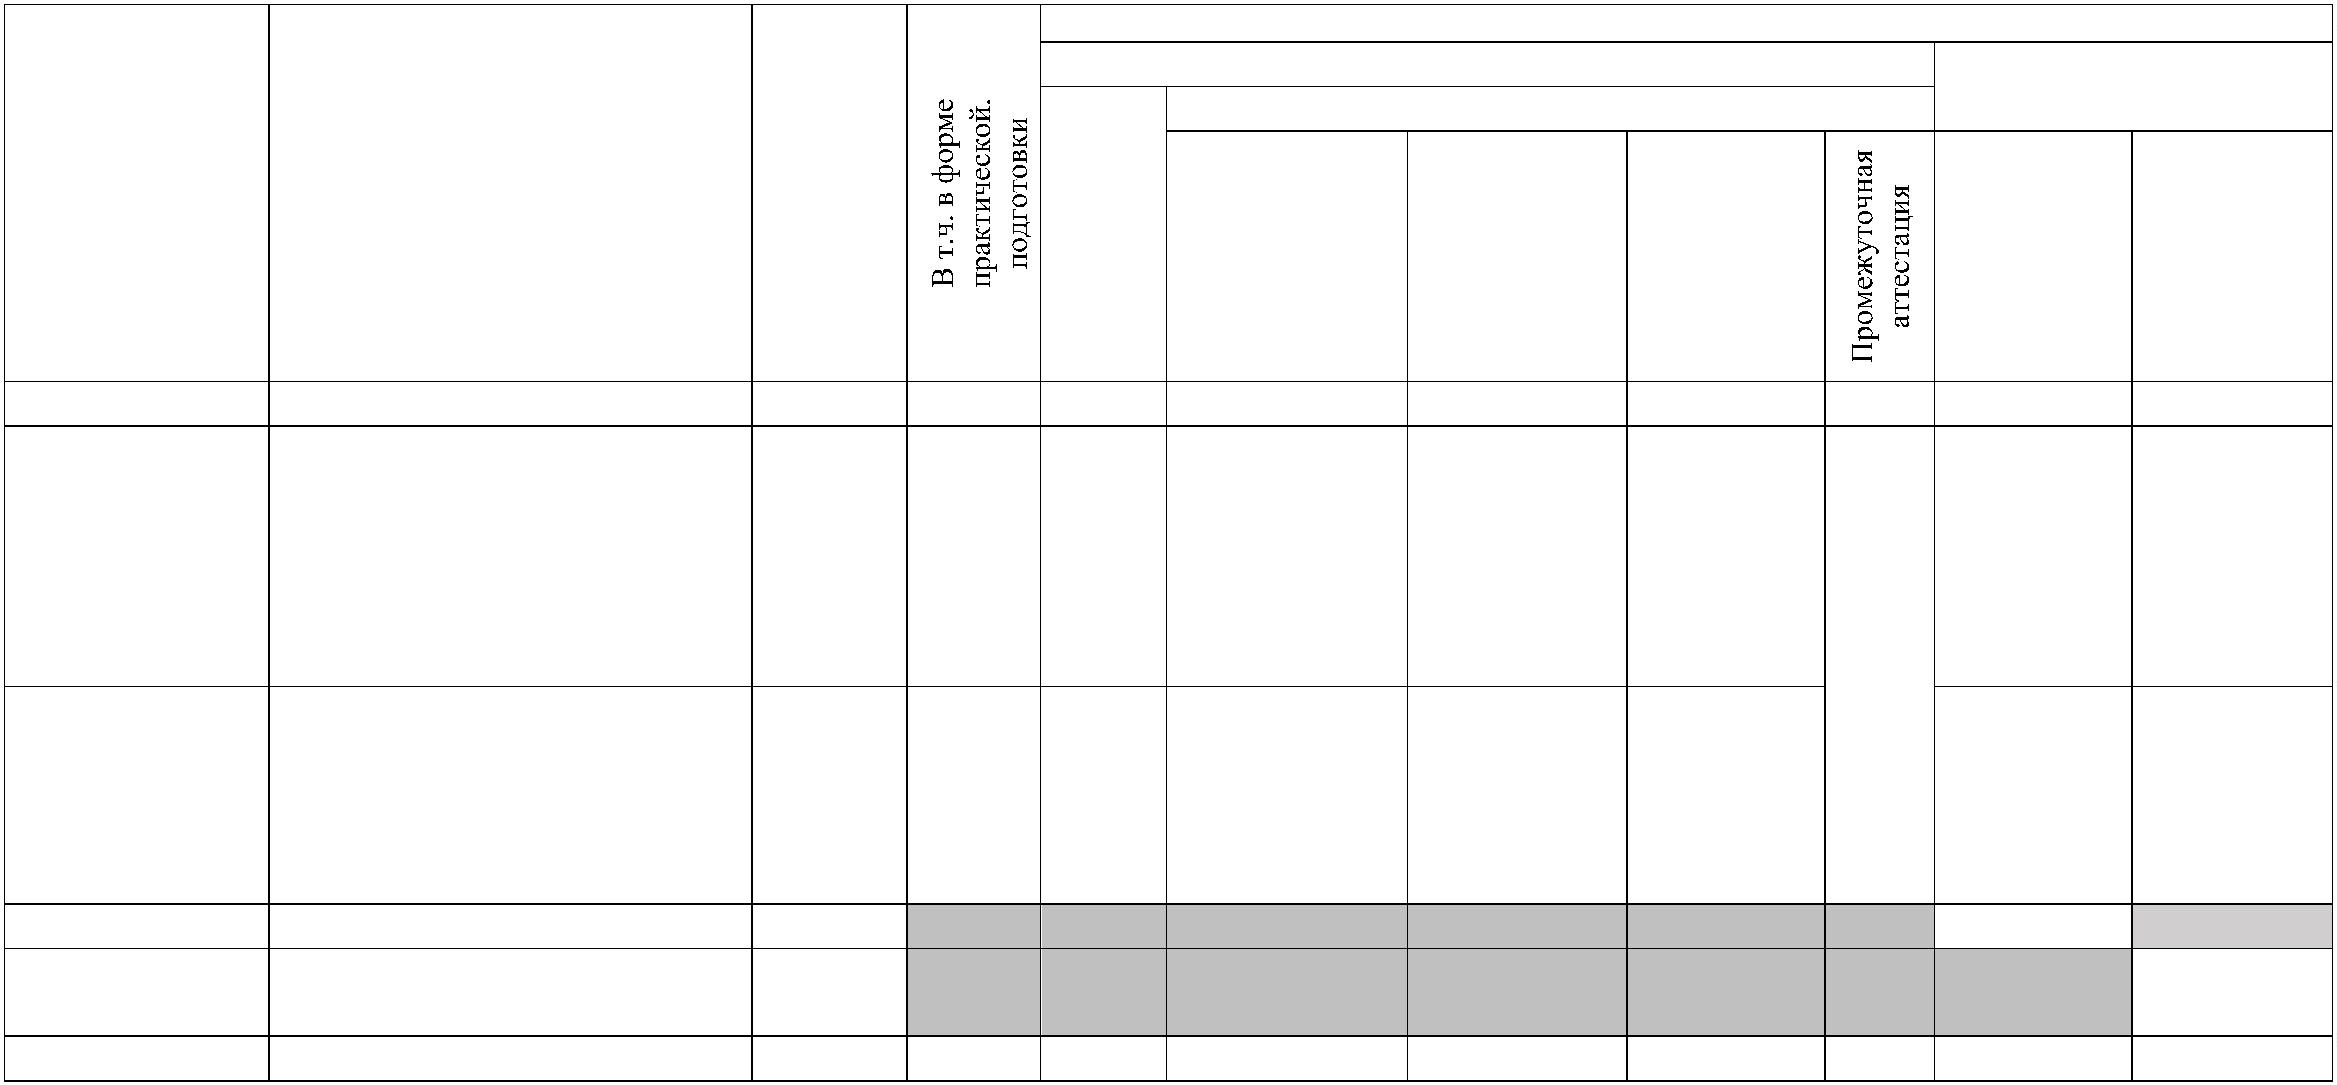 В т.ч. в форме
практической.
подготовки
Промежуточная
аттестация